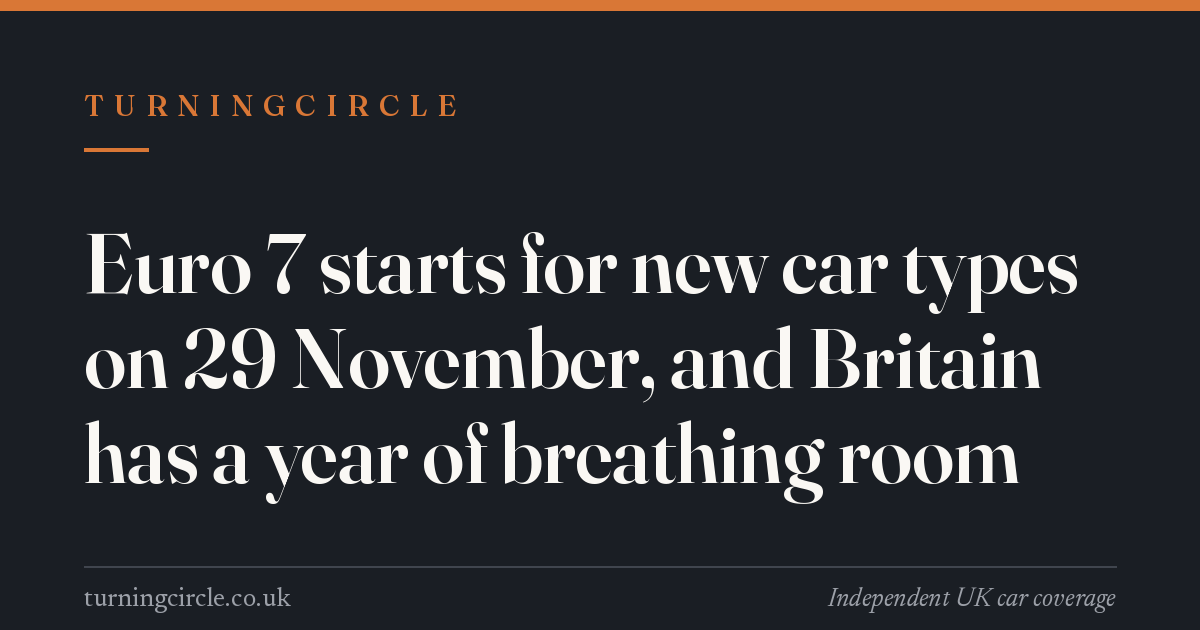 TURNINGCIRCLE
Euro 7 starts for new car types
on 29 November, and Britain
has a year of breathing room
turningcircle.co.uk
Independent UK car coverage